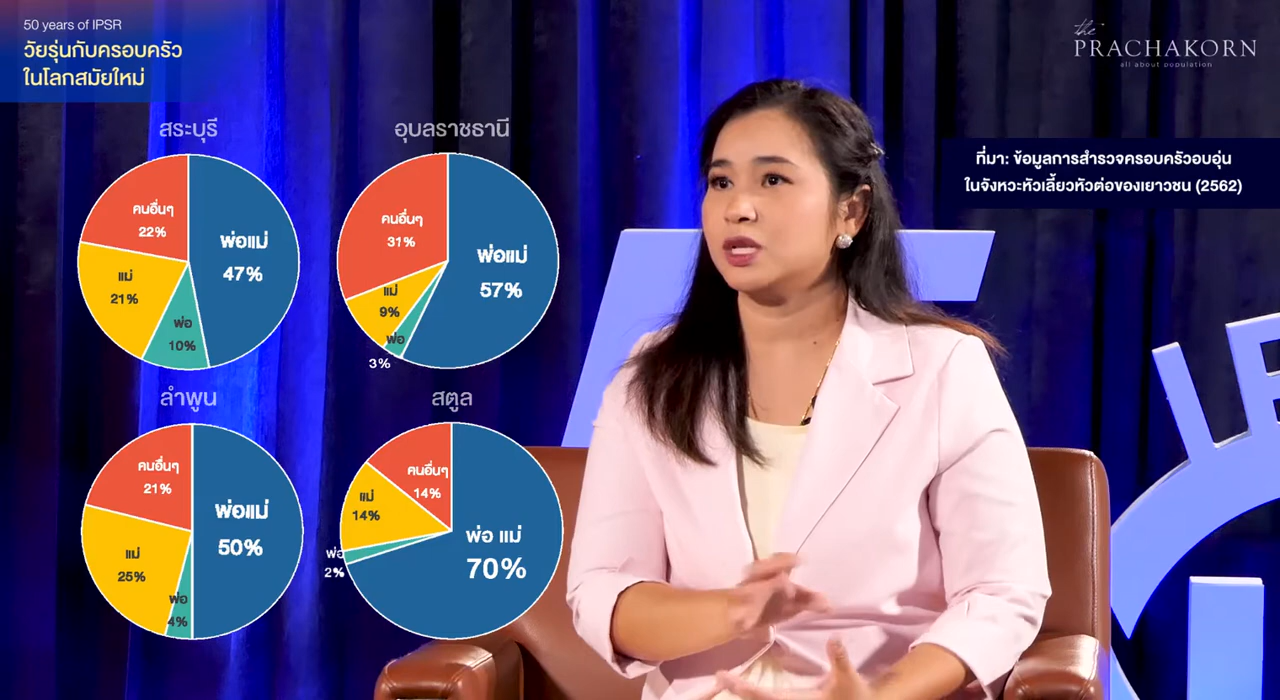 50 years of IPSR
วัยรุ่นกับครอบครัว
ในโลกสมัยใหม่
the
PRACHAKORN
all about population
ที่มา: ข้อมูลการสำรวจครอบครัวอบอุ่น
ในจังหวะหัวเลี้ยวหัวต่อของเยาวชน (2562)
สระบุรี
คนอื่นๆ
22%
พ่อแม่
47%
แม่
21%
พ่อ
10%
อุบลราชธานี
คนอื่นๆ
31%
พ่อแม่
57%
แม่
9%
พ่อ
3%
ลำพูน
คนอื่นๆ
21%
พ่อแม่
50%
แม่
25%
พ่อ
4%
สตูล
คนอื่นๆ
14%
แม่
14%
พ่อ แม่
70%
พ่อ
2%